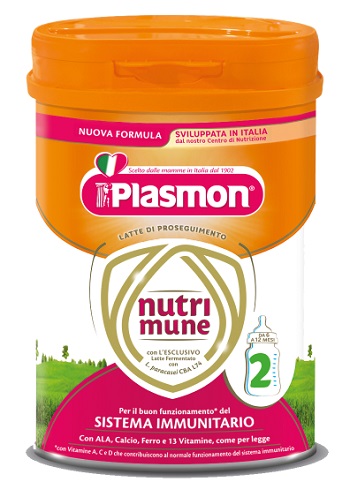 NUOVA FORMULA
SVILUPPATA IN ITALIA
dal nostro Centro di Nutrizione
Scelto dalle mamme in Italia dal 1902
Plasmon®
LATTE DI PROSEGUIMENTO
nutri
mune
con L'ESCLUSIVO
Latte Fermentato
con
L. paracasei CBA L74
DA 6
A 12 MESI
2
Per il buon funzionamento* del
SISTEMA IMMUNITARIO
Con ALA, Calcio, Ferro e 13 Vitamine, come per legge
*con Vitamine A, C e D che contribuiscono al normale funzionamento del sistema immunitario